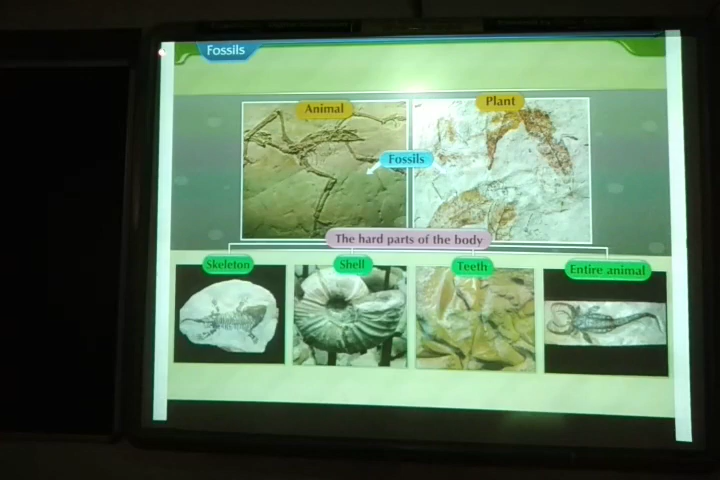 Fossils
Animal
Plant
Fossils
The hard parts of the body
Skeleton
Shell
Teeth
Entire animal